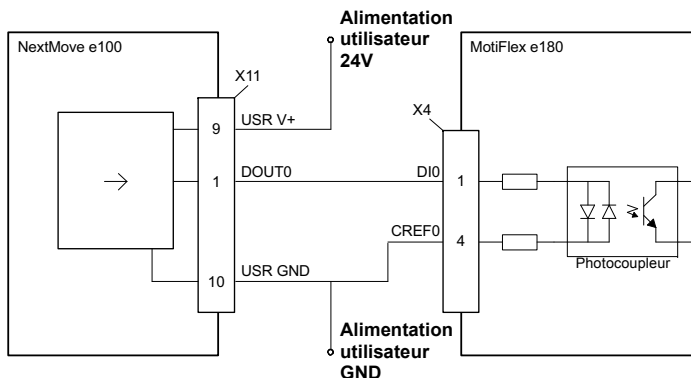 Alimentation
utilisateur
24V
NextMove e100
MotiFlex e180
X11
X4
9
USR V+
1
DOUT0
DI0
1
CREF0
4
Photocoupleur
10
USR GND
Alimentation
utilisateur
GND